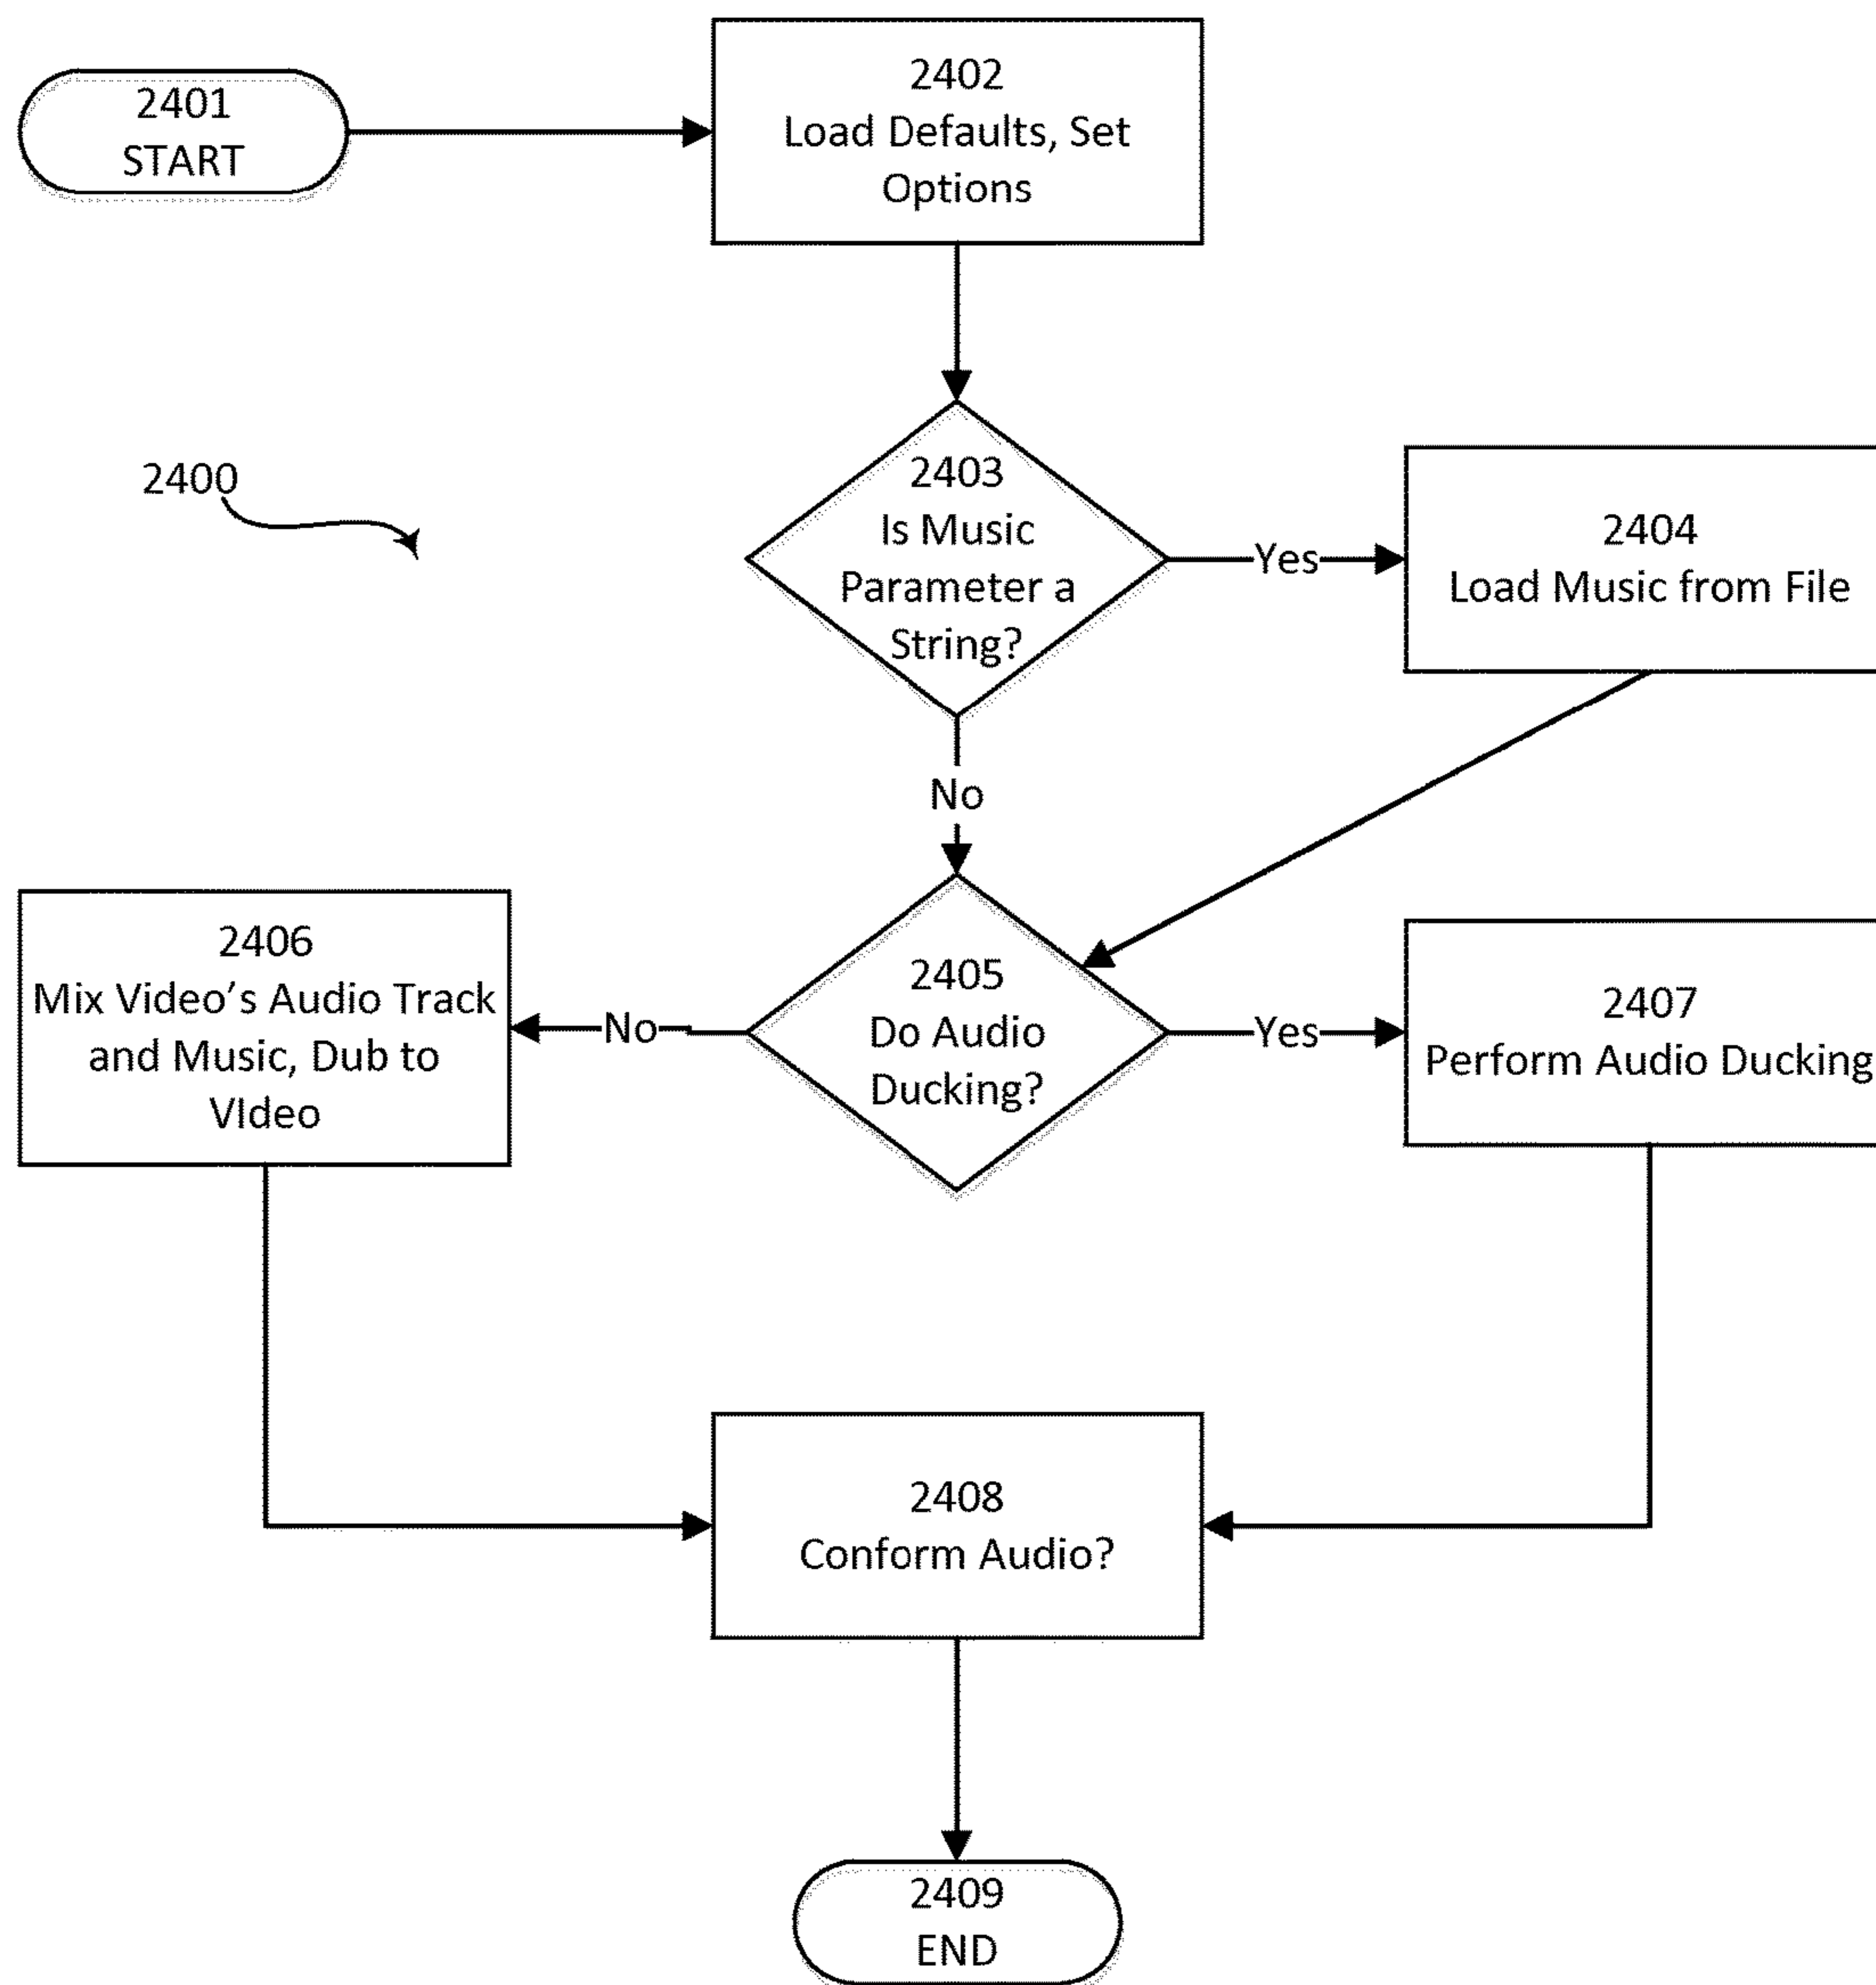 2401
START
2402
Load Defaults, Set
Options
2400
2403
Is Music
Parameter a
String?
Yes
2404
Load Music from File
No
2406
Mix Video's Audio Track
and Music, Dub to
VIdeo
No
2405
Do Audio
Ducking?
Yes
2407
Perform Audio Ducking
2408
Conform Audio?
2409
END